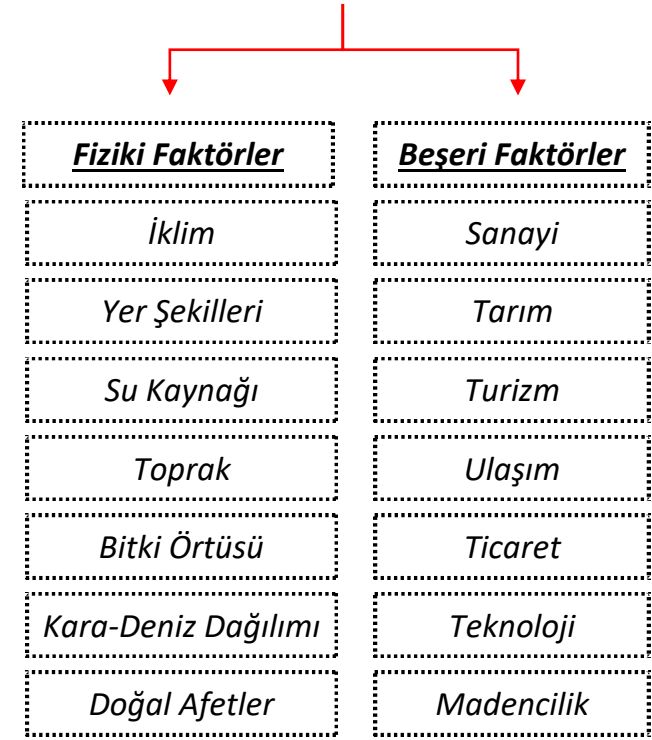 Fiziki Faktörler
İklim
Yer Şekilleri
Su Kaynağı
Toprak
Bitki Örtüsü
Kara-Deniz Dağılımı
Doğal Afetler
Beşeri Faktörler
Sanayi
Tarım
Turizm
Ulaşım
Ticaret
Teknoloji
Madencilik